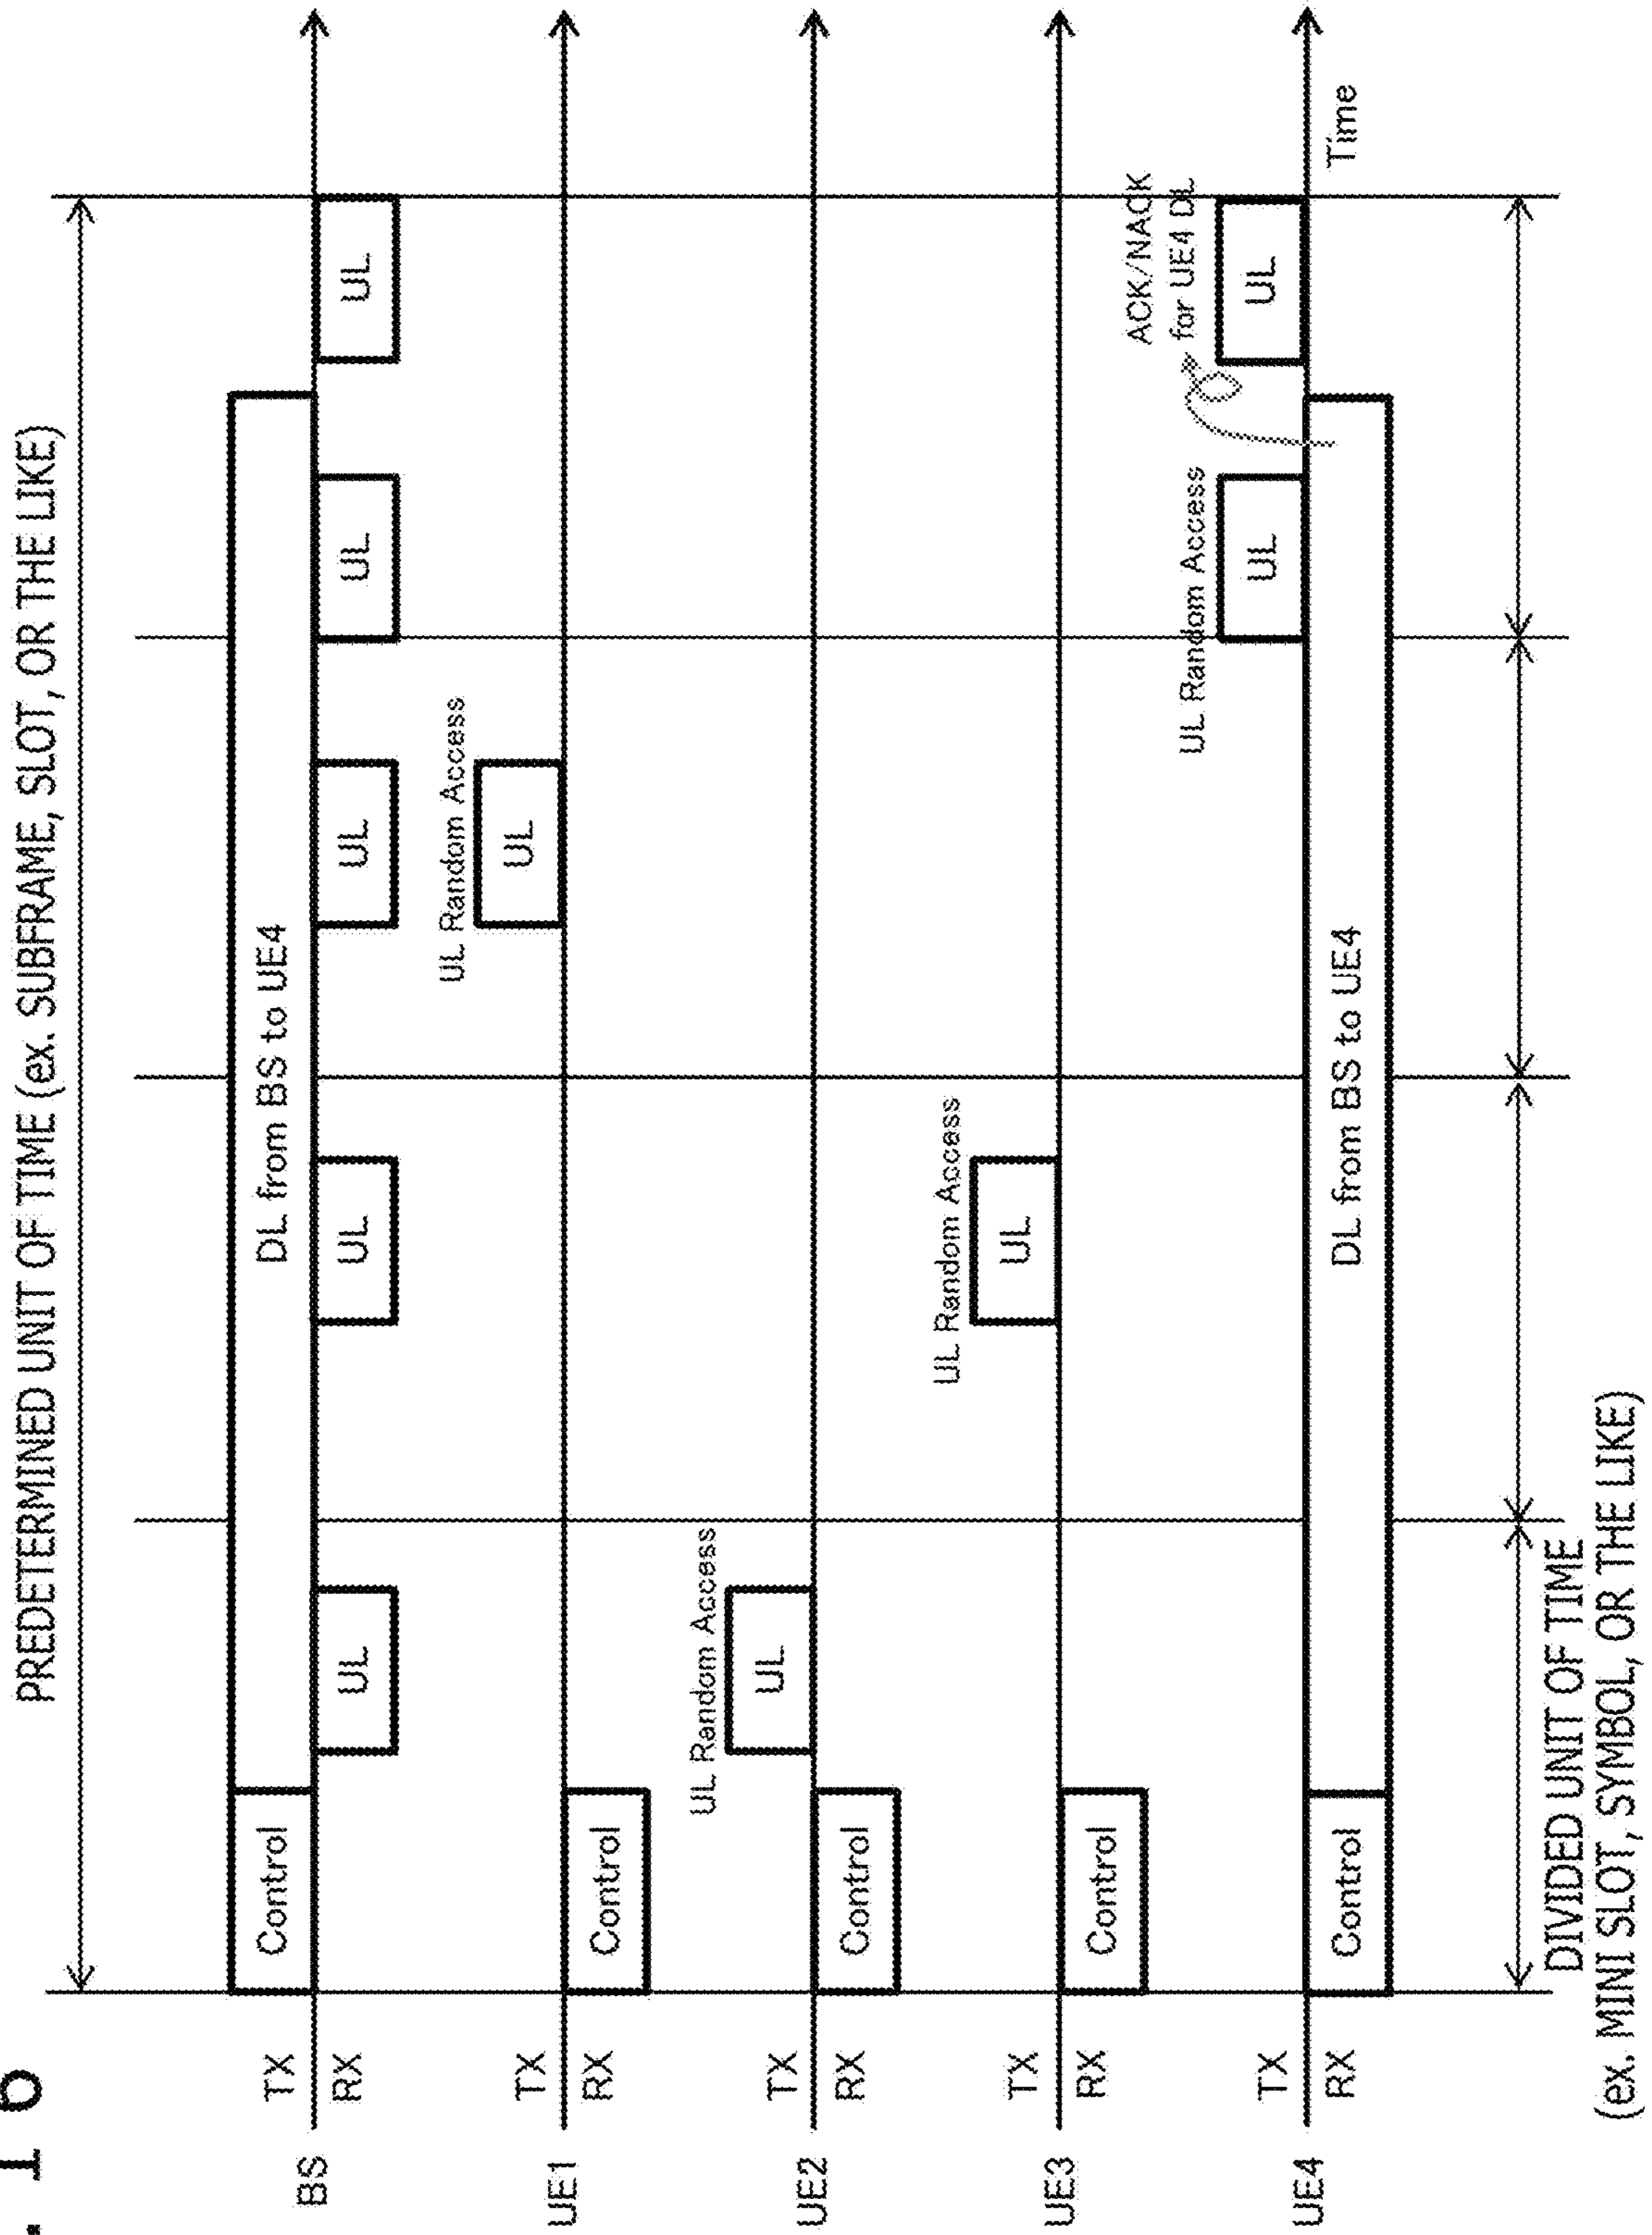 PREDETERMINED UNIT OF TIME (ex. SUBFRAME, SLOT, OR THE LIKE)
TX
Control
DL from BS to UE4
BS
RX
UL
UL
UL
UL
UL
UL Random Access
TX
UL
UE1
RX
Control
UL Random Access
TX
UL
UE2
RX
Control
UL Random Access
TX
UL
UE3
RX
Control
ACK/NACK
for UE4 DL
UL Random Access
TX
UL
UL
UE4
RX
Control
DL from BS to UE4
Time
DIVIDED UNIT OF TIME
(ex. MINI SLOT, SYMBOL, OR THE LIKE)